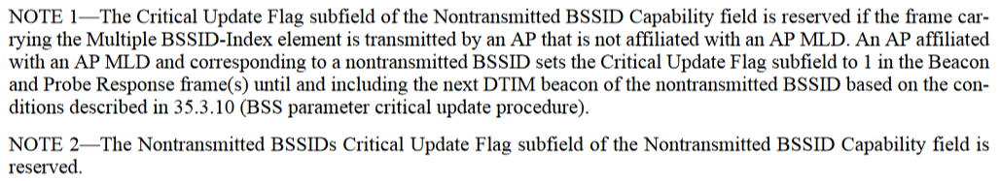 NOTE 1—The Critical Update Flag subfield of the Nontransmitted BSSID Capability field is reserved if the frame car-
rying the Multiple BSSID-Index element is transmitted by an AP that is not affiliated with an AP MLD. An AP affiliated
with an AP MLD and corresponding to a nontransmitted BSSID sets the Critical Update Flag subfield to 1 in the Beacon
and Probe Response frame(s) until and including the next DTIM beacon of the nontransmitted BSSID based on the con-
ditions described in 35.3.10 (BSS parameter critical update procedure).
NOTE 2—The Nontransmitted BSSIDs Critical Update Flag subfield of the Nontransmitted BSSID Capability field is
reserved.